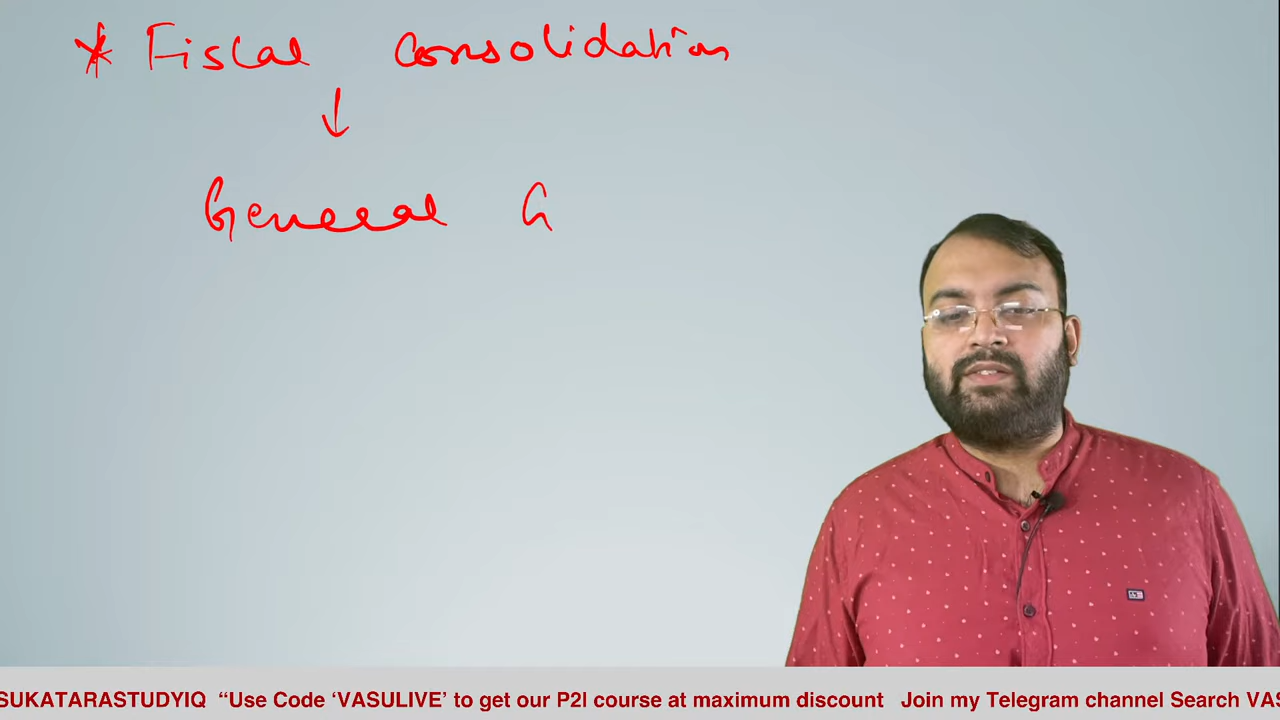 * Fiscal consolidation
↓
General G
SUKATARASTUDYIQ “Use Code ‘VASULIVE’ to get our P2I course at maximum discount Join my Telegram channel Search VAS